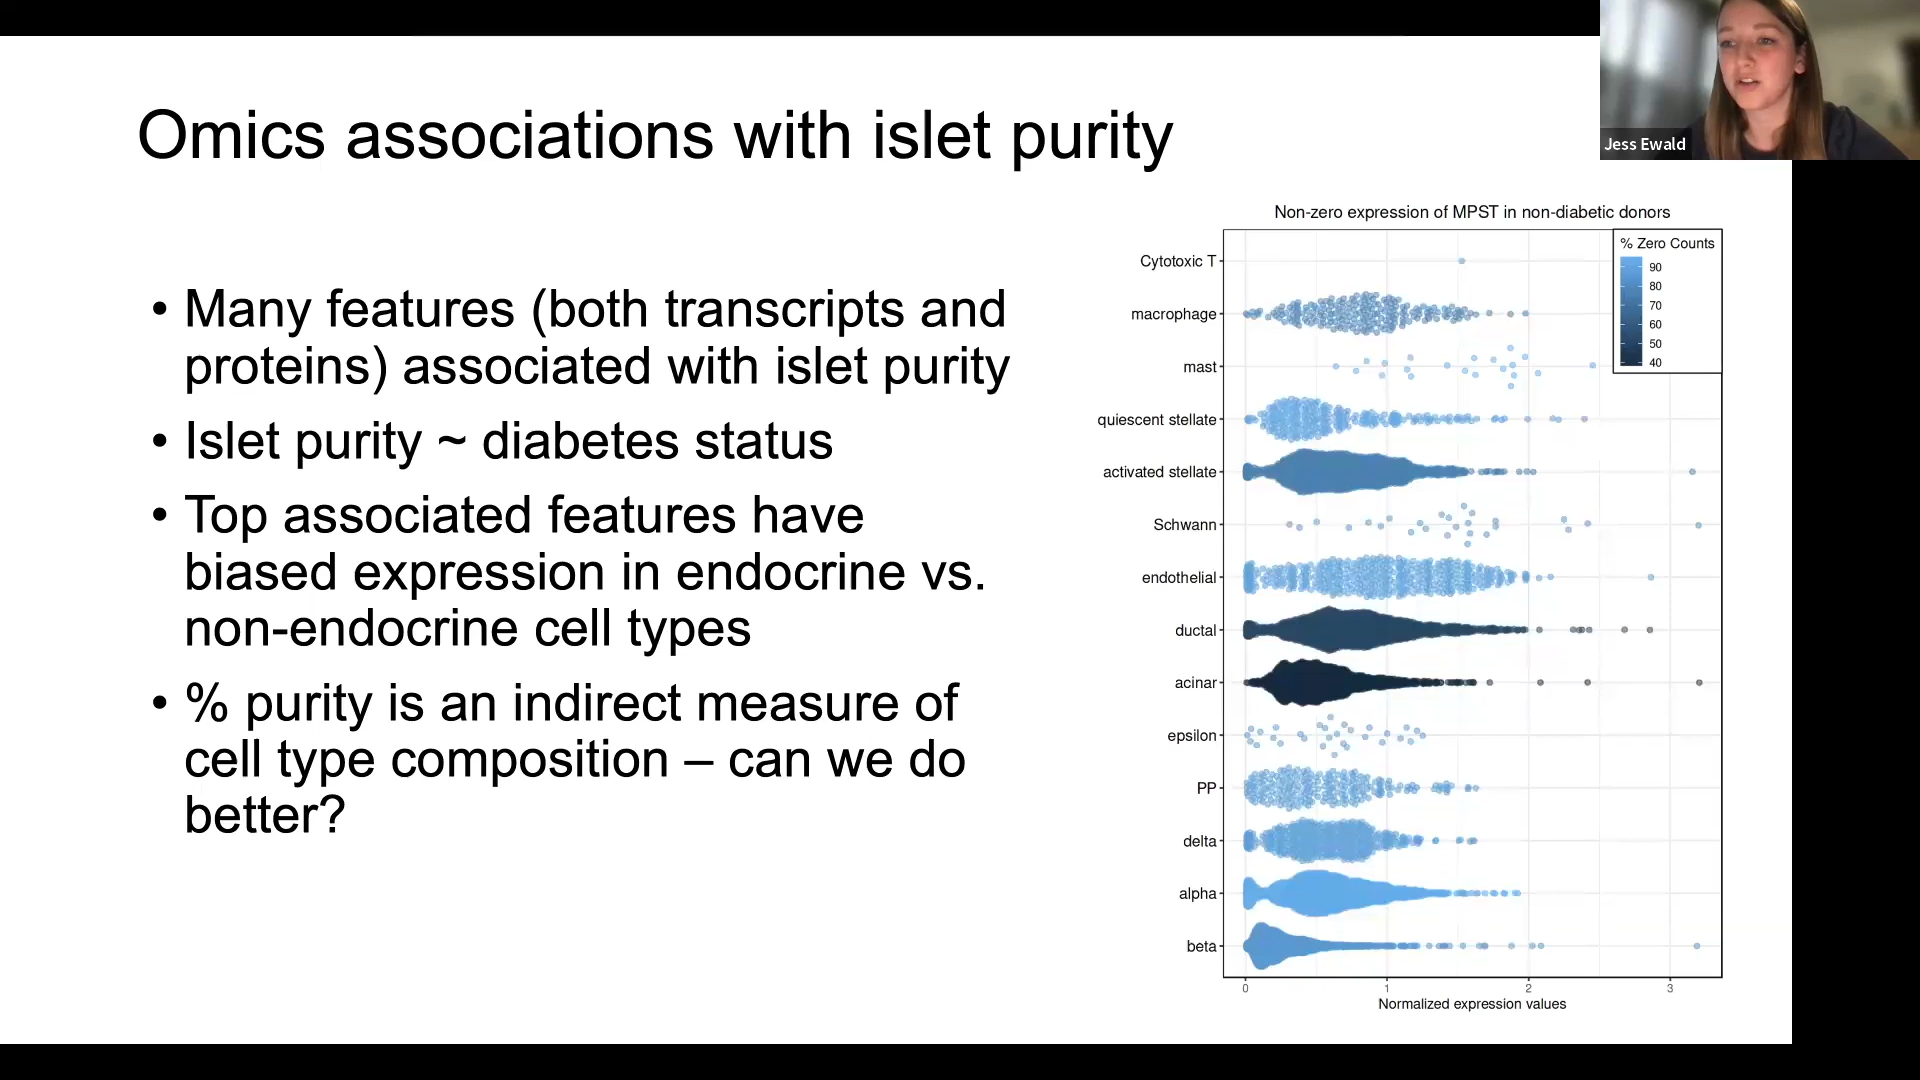 Jess Ewald
Omics associations with islet purity
• Many features (both transcripts and
proteins) associated with islet purity
• Islet purity ~ diabetes status
• Top associated features have
biased expression in endocrine vs.
non-endocrine cell types
• % purity is an indirect measure of
cell type composition – can we do
better?
Non-zero expression of MPST in non-diabetic donors
% Zero Counts
90
80
70
60
50
40
Cytotoxic T
macrophage
mast
quiescent stellate
activated stellate
Schwann
endothelial
ductal
acinar
epsilon
PP
delta
alpha
beta
0 1 2 3
Normalized expression values